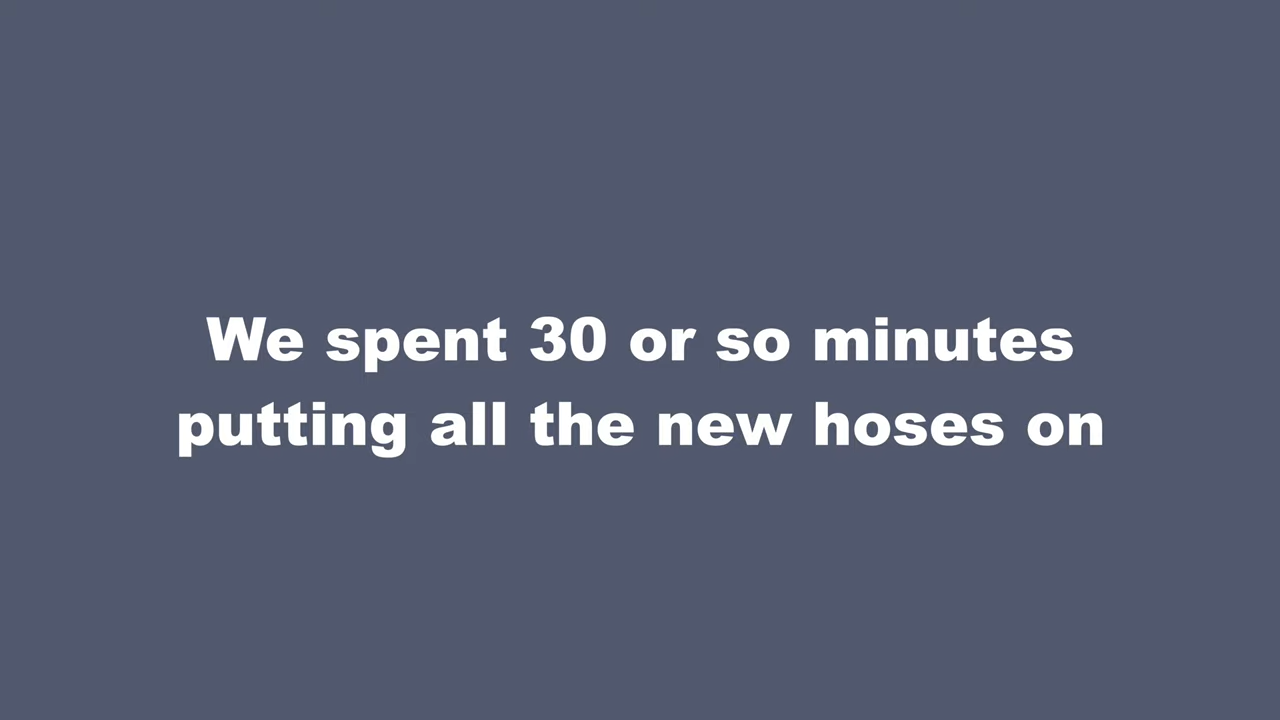 We spent 30 or so minutes
putting all the new hoses on